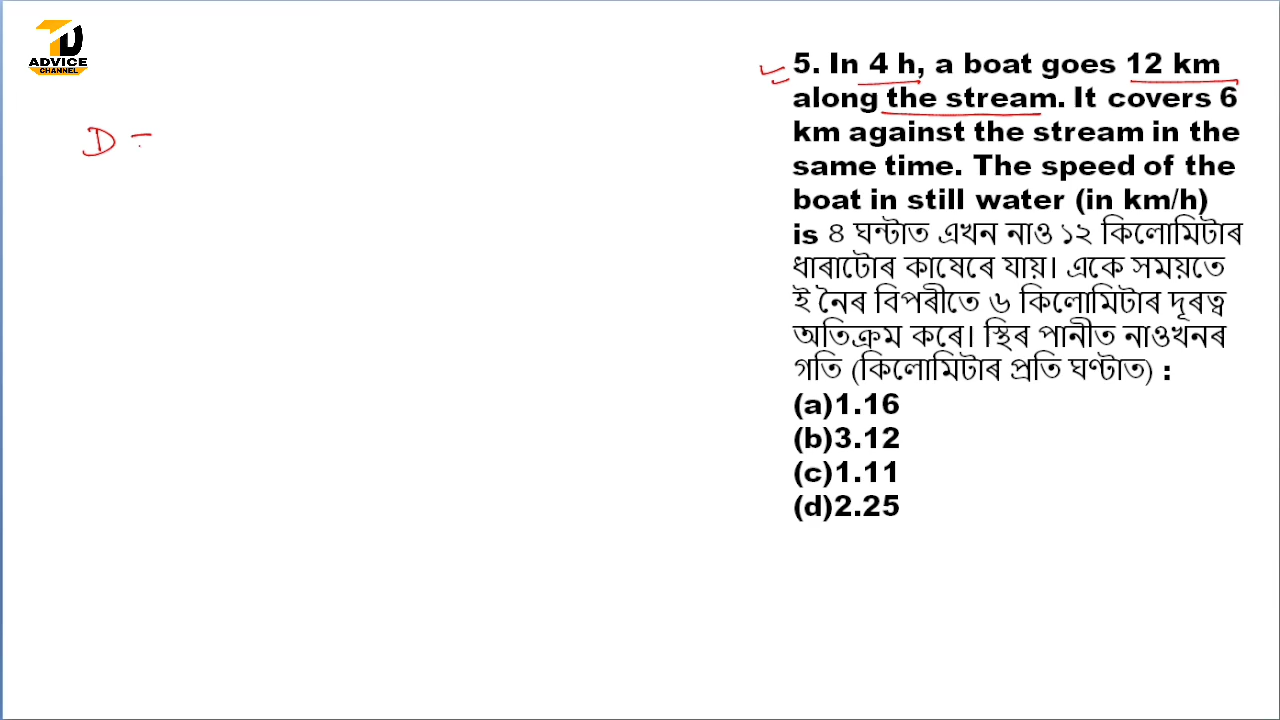 TD
ADVICE
CHANNEL
D =
5. In 4 h, a boat goes 12 km
along the stream. It covers 6
km against the stream in the
same time. The speed of the
boat in still water (in km/h)
is ৪ ঘন্টাত এখন নাও ১২ কিলোমিটাৰ
ধাৰাটোৰ কাষেৰে যায়। একে সময়তে
ই নৈৰ বিপৰীতে ৬ কিলোমিটাৰ দূৰত্ব
অতিক্ৰম কৰে। স্থিৰ পানীত নাওখনৰ
গতি (কিলোমিটাৰ প্ৰতি ঘণ্টাত) :
(a)1.16
(b)3.12
(c)1.11
(d)2.25